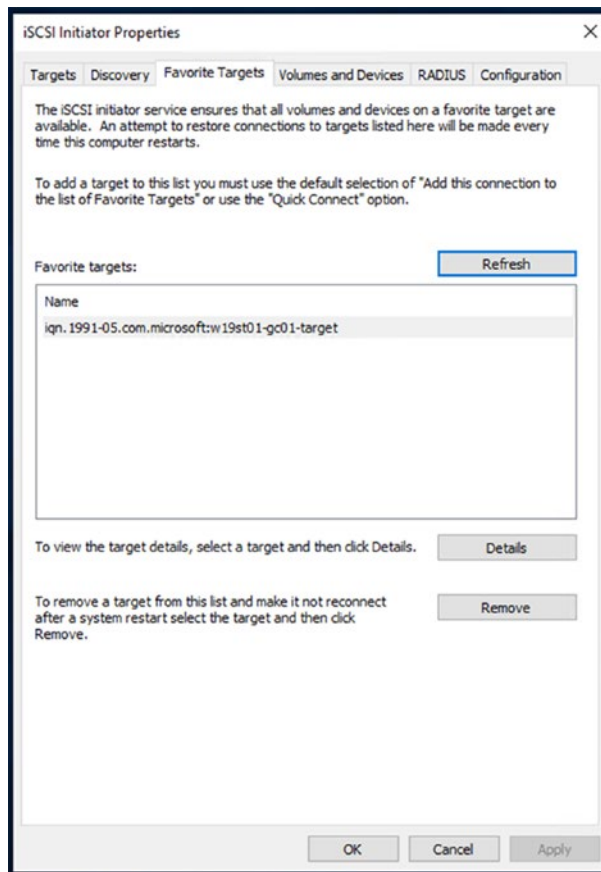 iSCSI Initiator Properties
Targets Discovery Favorite Targets Volumes and Devices RADIUS Configuration
The iSCSI initiator service ensures that all volumes and devices on a favorite target are
available. An attempt to restore connections to targets listed here will be made every
time this computer restarts.
To add a target to this list you must use the default selection of "Add this connection to
the list of Favorite Targets" or use the "Quick Connect" option.
Favorite targets:
Refresh
Name
iqn.1991-05.com.microsoft:w19st01-gc01-target
To view the target details, select a target and then click Details.
Details
To remove a target from this list and make it not reconnect
after a system restart select the target and then click
Remove.
Remove
OK Cancel Apply